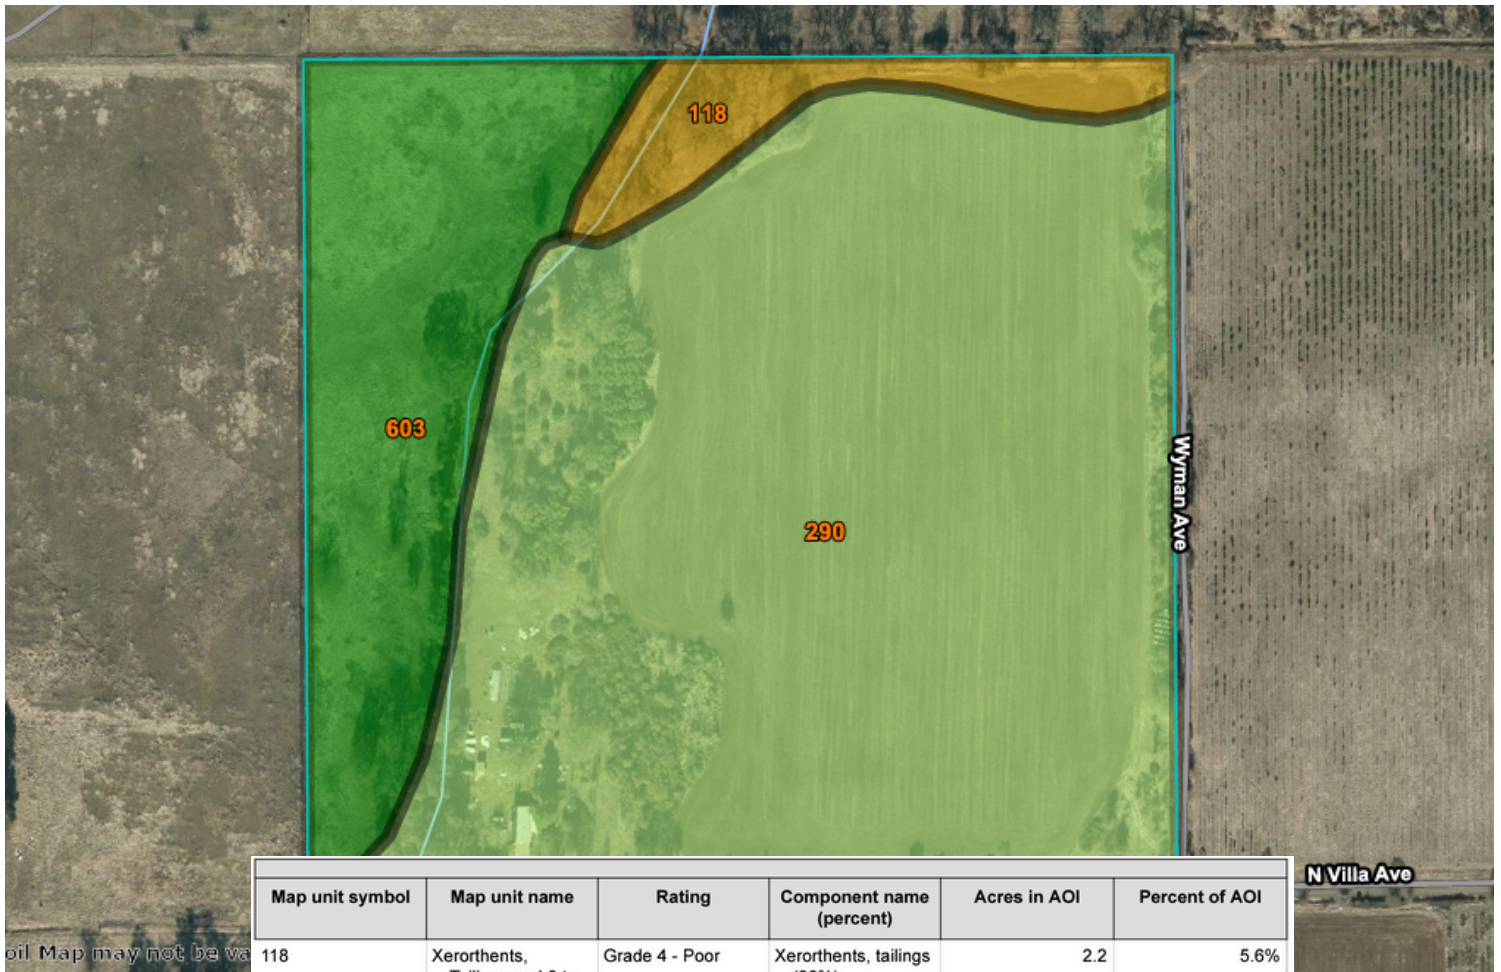 118
603
290
Wyman Ave
N Villa Ave
oil Map may not be va
Map unit symbol
Map unit name
Rating
Component name
(percent)
Acres in AOI
Percent of AOI
118
Xerorthents,
Grade 4 - Poor
Xerorthents, tailings
2.2
5.6%